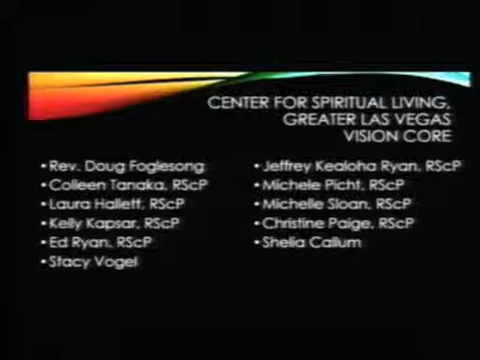 CENTER FOR SPIRITUAL LIVING,
GREATER LAS VEGAS
VISION CORE
• Rev. Doug Foglesong
• Colleen Tanaka, RScP
• Laura Hallett, RScP
• Kelly Kapsar, RScP
• Ed Ryan, RScP
• Stacy Vogel
• Jeffrey Kealoha Ryan, RScP
• Michele Picht, RScP
• Michelle Sloan, RScP
• Christine Paige, RScP
• Shelia Callum